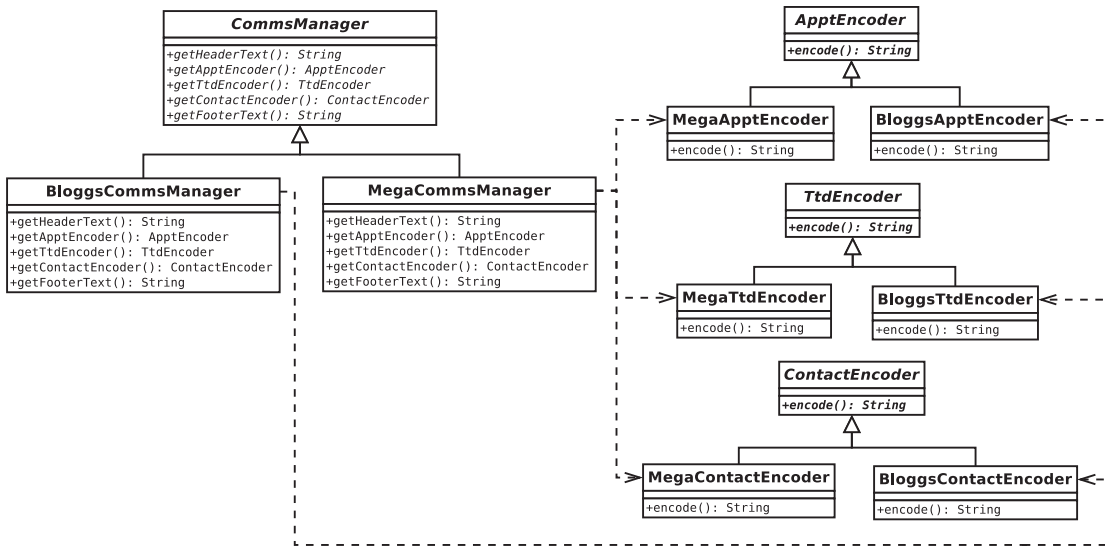 CommsManager
+getHeaderText(): String
+getApptEncoder(): ApptEncoder
+getTtdEncoder(): TtdEncoder
+getContactEncoder(): ContactEncoder
+getFooterText(): String
BloggsCommsManager
+getHeaderText(): String
+getApptEncoder(): ApptEncoder
+getTtdEncoder(): TtdEncoder
+getContactEncoder(): ContactEncoder
+getFooterText(): String
MegaCommsManager
+getHeaderText(): String
+getApptEncoder(): ApptEncoder
+getTtdEncoder(): TtdEncoder
+getContactEncoder(): ContactEncoder
+getFooterText(): String
ApptEncoder
+encode(): String
MegaApptEncoder
+encode(): String
BloggsApptEncoder
+encode(): String
TtdEncoder
+encode(): String
MegaTtdEncoder
+encode(): String
BloggsTtdEncoder
+encode(): String
ContactEncoder
+encode(): String
MegaContactEncoder
+encode(): String
BloggsContactEncoder
+encode(): String